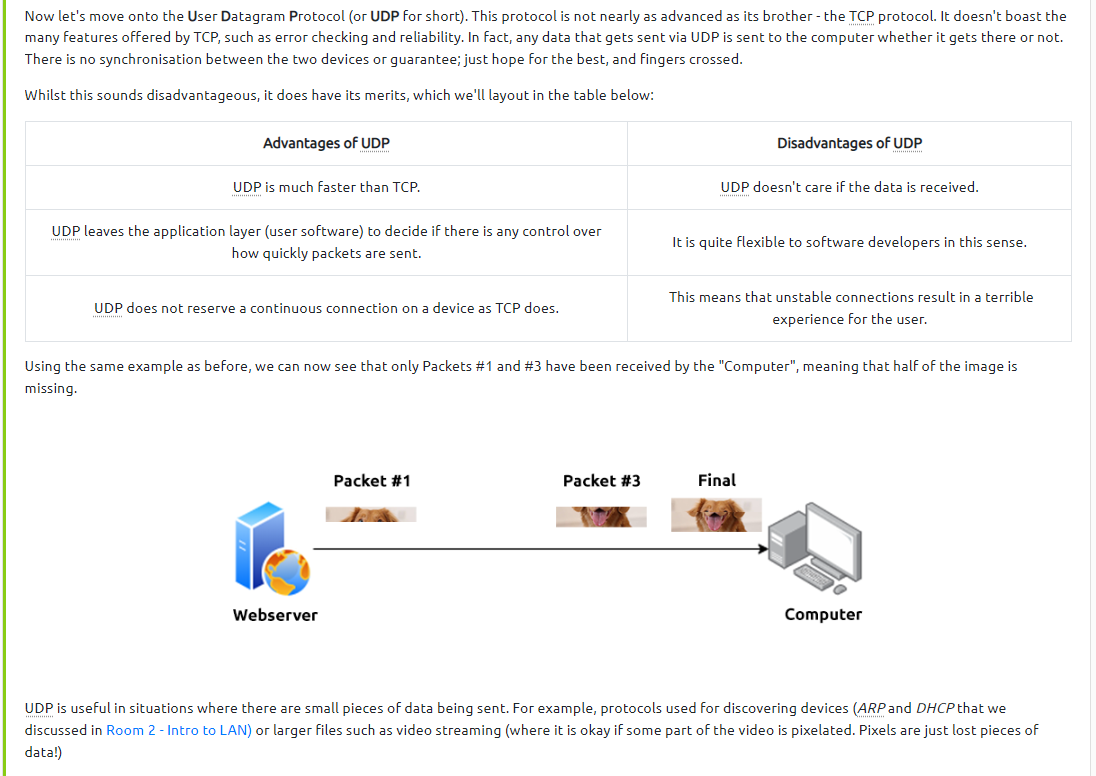 Now let's move onto the User Datagram Protocol (or UDP for short). This protocol is not nearly as advanced as its brother - the TCP protocol. It doesn't boast the
many features offered by TCP, such as error checking and reliability. In fact, any data that gets sent via UDP is sent to the computer whether it gets there or not.
There is no synchronisation between the two devices or guarantee; just hope for the best, and fingers crossed.
Whilst this sounds disadvantageous, it does have its merits, which we'll layout in the table below:
Advantages of UDP
Disadvantages of UDP
UDP is much faster than TCP.
UDP doesn't care if the data is received.
UDP leaves the application layer (user software) to decide if there is any control over
how quickly packets are sent.
It is quite flexible to software developers in this sense.
UDP does not reserve a continuous connection on a device as TCP does.
This means that unstable connections result in a terrible
experience for the user.
Using the same example as before, we can now see that only Packets #1 and #3 have been received by the "Computer", meaning that half of the image is
missing.
Packet #1
Packet #3
Final
Webserver
Computer
UDP is useful in situations where there are small pieces of data being sent. For example, protocols used for discovering devices (ARP and DHCP that we
discussed in Room 2 - Intro to LAN) or larger files such as video streaming (where it is okay if some part of the video is pixelated. Pixels are just lost pieces of
data!)